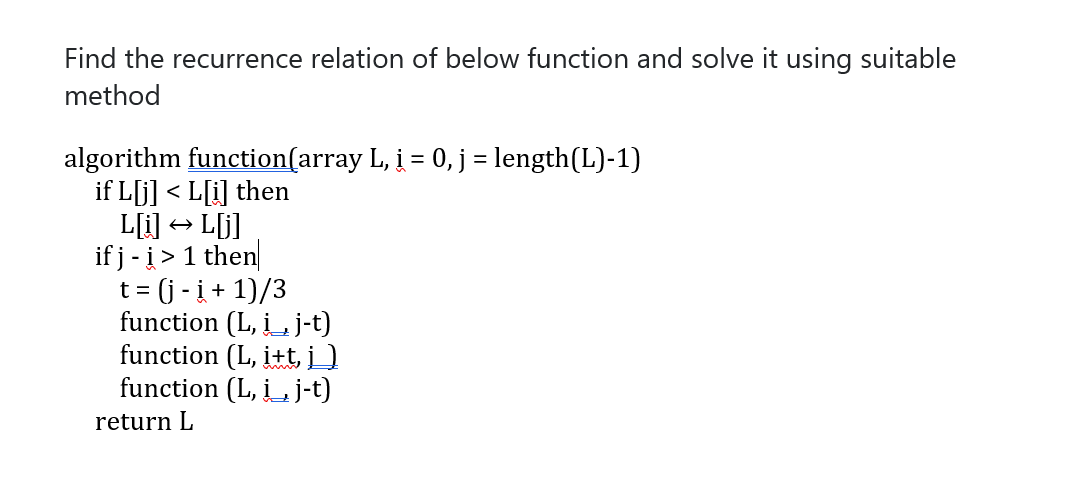 Find the recurrence relation of below function and solve it using suitable
method
algorithm function(array L, i = 0, j = length(L)-1)
if L[j] < L[i] then
L[i] ↔ L[j]
if j - i > 1 then
t = (j - i + 1)/3
function (L, i , j-t)
function (L, i+t, j )
function (L, i , j-t)
return L